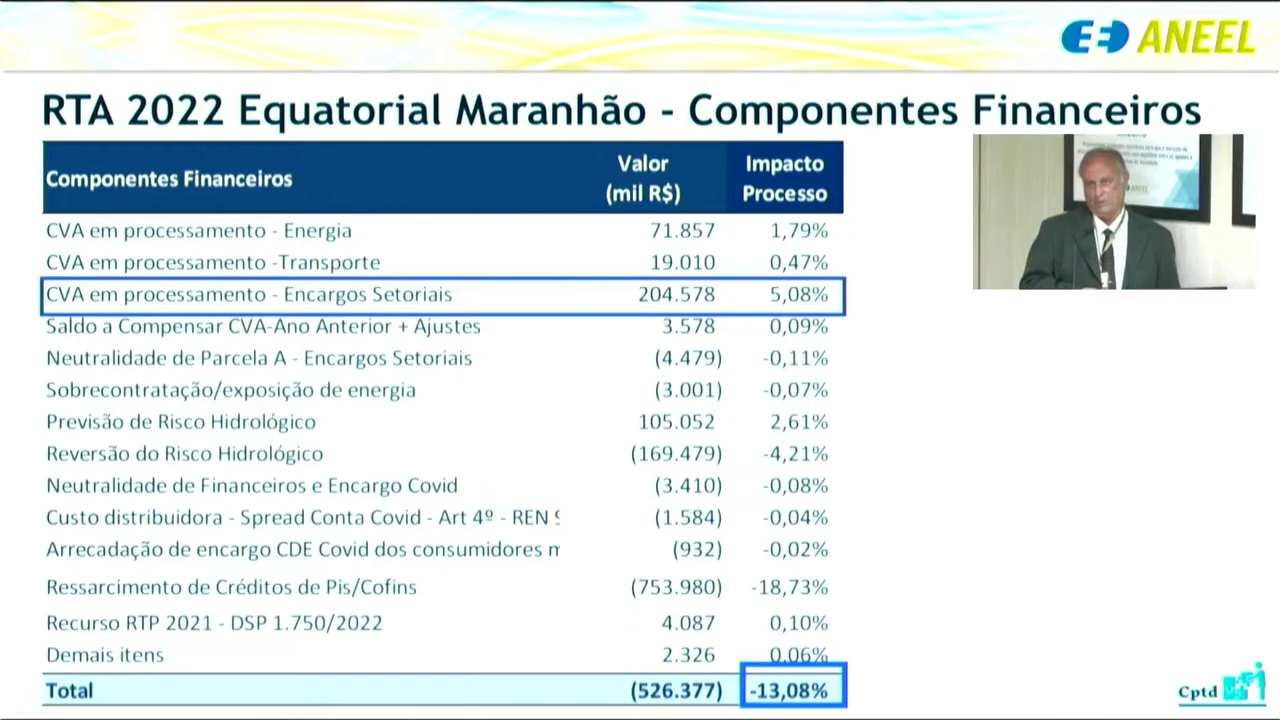 ANEEL
RTA 2022 Equatorial Maranhão - Componentes Financeiros
Componentes Financeiros Valor (mil R$) Impacto Processo
CVA em processamento - Energia 71.857 1,79%
CVA em processamento -Transporte 19.010 0,47%
CVA em processamento - Encargos Setoriais 204.578 5,08%
Saldo a Compensar CVA-Ano Anterior + Ajustes 3.578 0,09%
Neutralidade de Parcela A - Encargos Setoriais (4.479) -0,11%
Sobrecontratação/exposição de energia (3.001) -0,07%
Previsão de Risco Hidrológico 105.052 2,61%
Reversão do Risco Hidrológico (169.479) -4,21%
Neutralidade de Financeiros e Encargo Covid (3.410) -0,08%
Custo distribuidora - Spread Conta Covid - Art 4º - REN (1.584) -0,04%
Arrecadação de encargo CDE Covid dos consumidores (932) -0,02%
Ressarcimento de Créditos de Pis/Cofins (753.980) -18,73%
Recurso RTP 2021 - DSP 1.750/2022 4.087 0,10%
Demais itens 2.326 0,06%
Total (526.377) -13,08%
ANEEL
Cptd